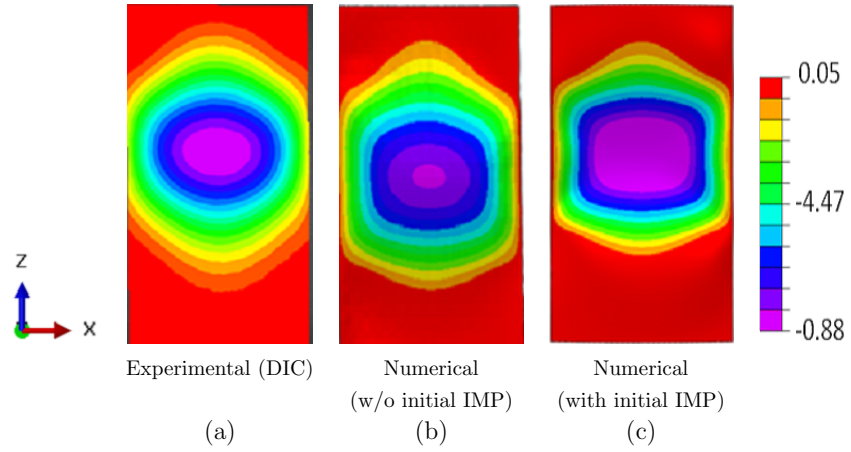 0.05
-4.47
-0.88
Z
X
Experimental (DIC)
Numerical
(w/o initial IMP)
Numerical
(with initial IMP)
(a)
(b)
(c)